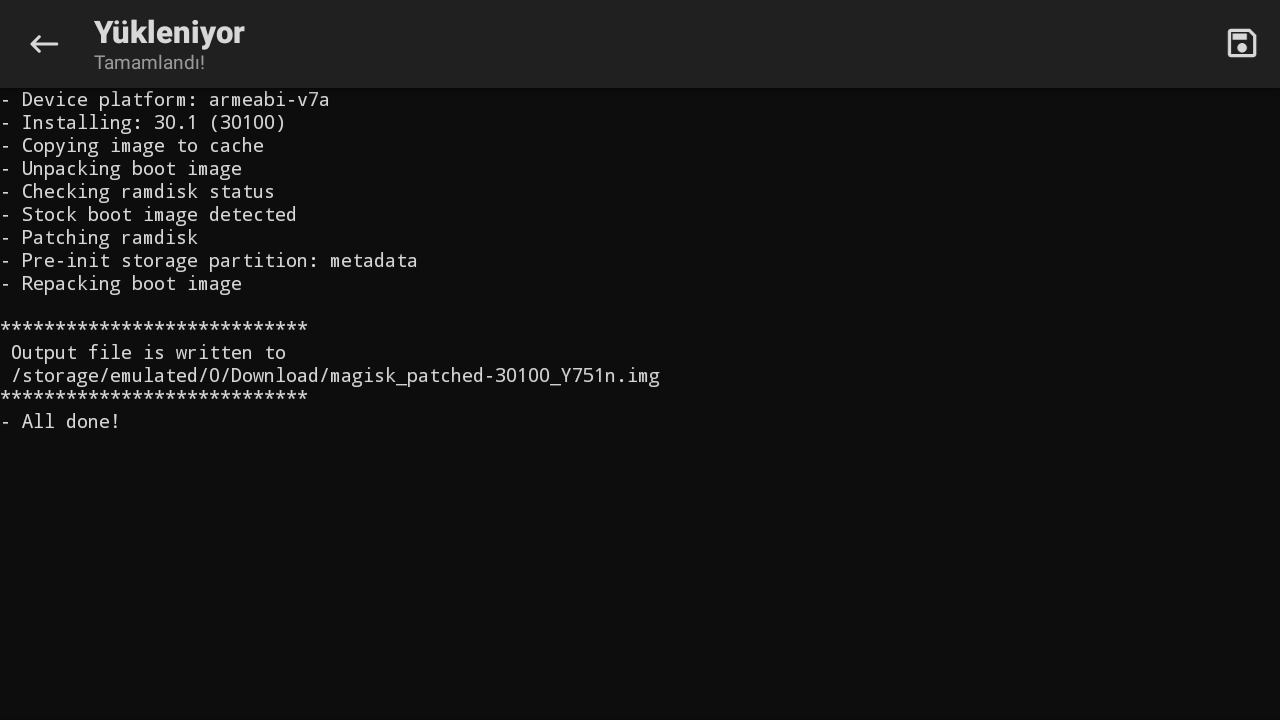 Yükleniyor
Tamamlandı!
- Device platform: armeabi-v7a
- Installing: 30.1 (30100)
- Copying image to cache
- Unpacking boot image
- Checking ramdisk status
- Stock boot image detected
- Patching ramdisk
- Pre-init storage partition: metadata
- Repacking boot image
****************************
Output file is written to
/storage/emulated/0/Download/magisk_patched-30100_Y751n.img
****************************
- All done!